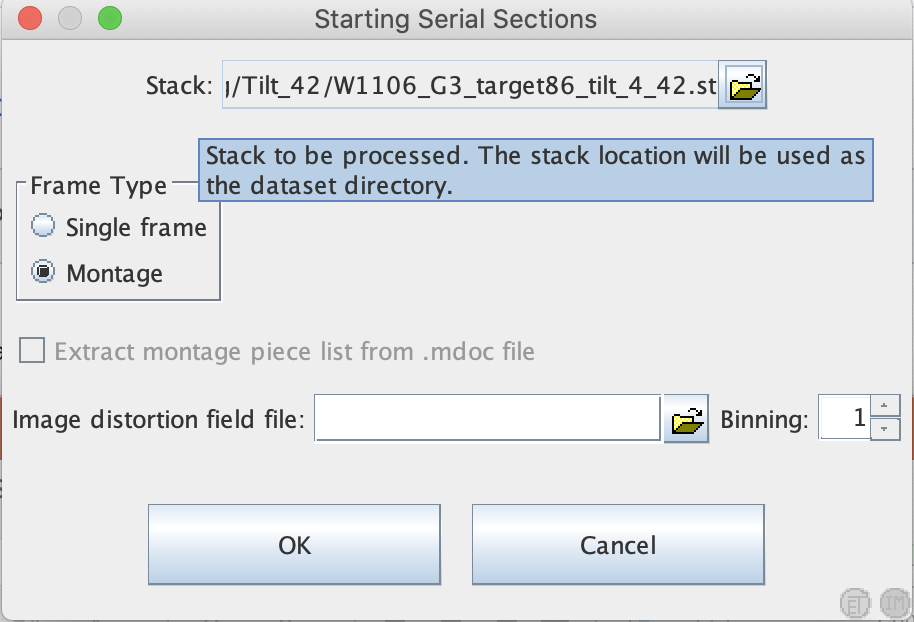 Starting Serial Sections
Stack: g/Tilt_42/W1106_G3_target86_tilt_4_42.st
Stack to be processed. The stack location will be used as
the dataset directory.
Frame Type
Single frame
Montage
Extract montage piece list from .mdoc file
Image distortion field file:
Binning: 1
OK
Cancel
ET IM